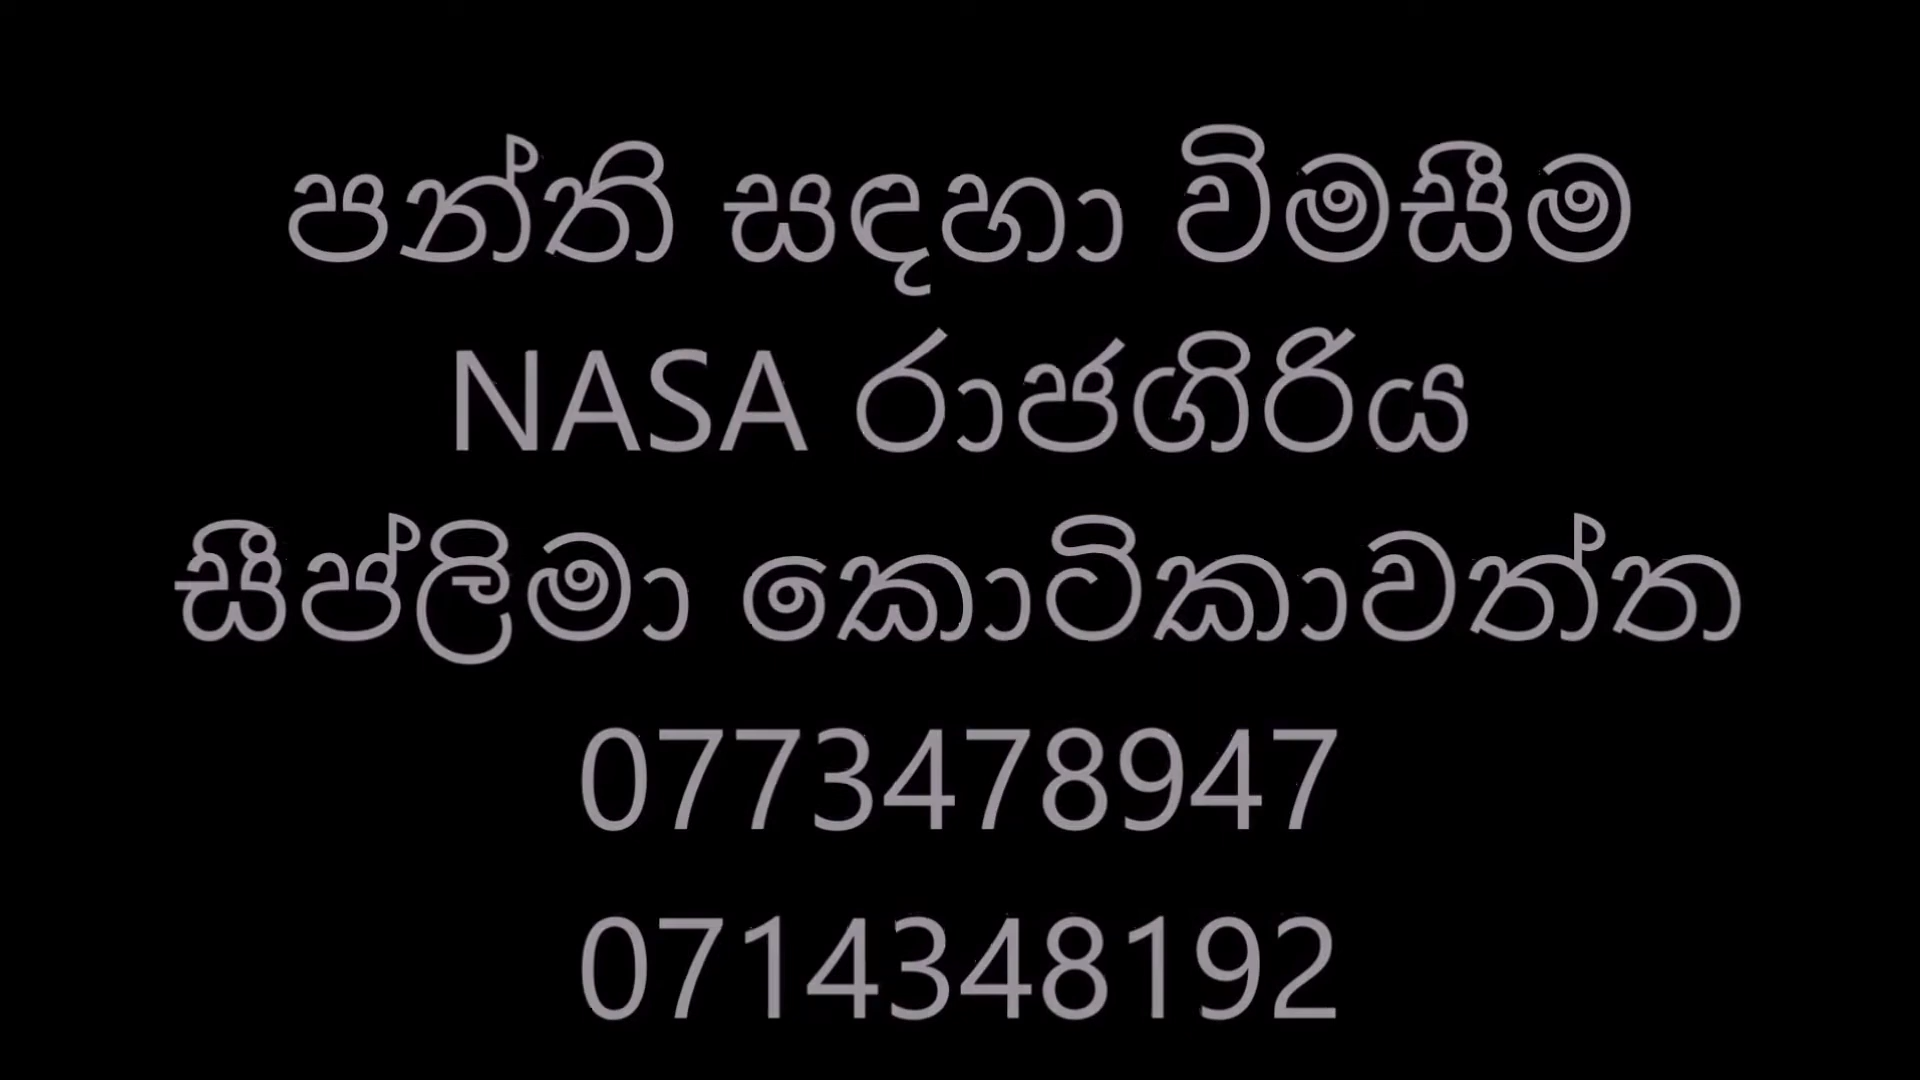 පන්ති සඳහා විමසීම
NASA රාජගිරිය
සීප්ලිමා කොටිකාවත්ත
0773478947
0714348192